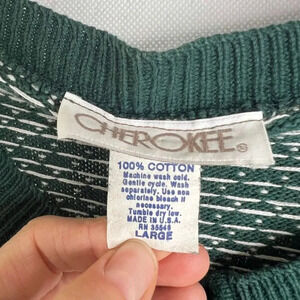 CHEROKEE®
100% COTTON
Machine wash cold.
Gentle cycle. Wash
separately. Use non
chlorine bleach if
necessary.
Tumble dry low.
MADE IN U.S.A.
RN 35546
LARGE